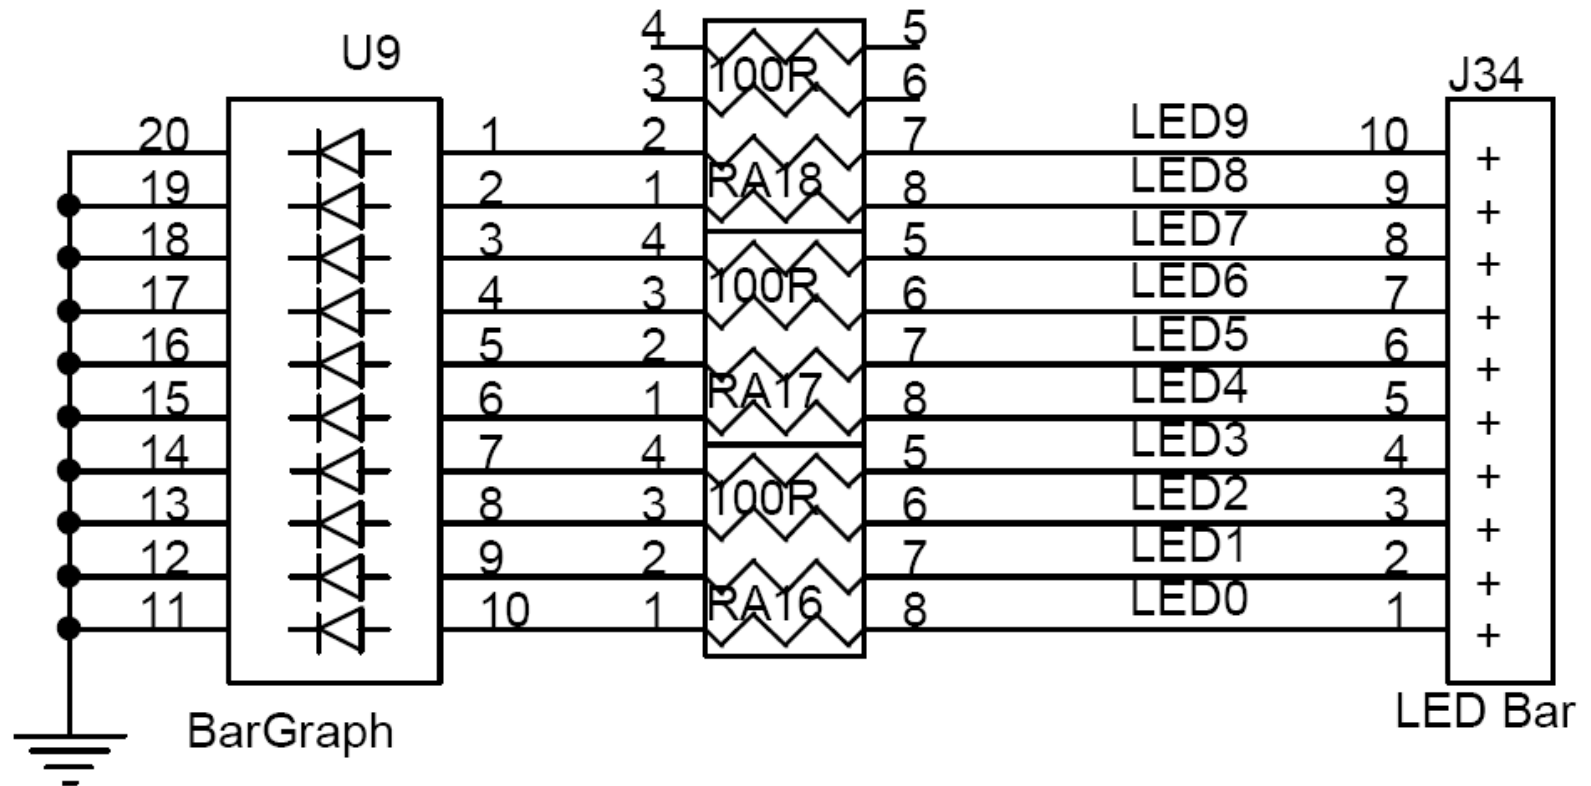 U9
J34
4 100R 5
3 6
20 1 2 RA18 7 LED9 10 +
19 2 1 8 LED8 9 +
18 3 4 100R 5 LED7 8 +
17 4 3 6 LED6 7 +
16 5 2 RA17 7 LED5 6 +
15 6 1 8 LED4 5 +
14 7 4 100R 5 LED3 4 +
13 8 3 6 LED2 3 +
12 9 2 RA16 7 LED1 2 +
11 10 1 8 LED0 1 +
BarGraph
LED Bar